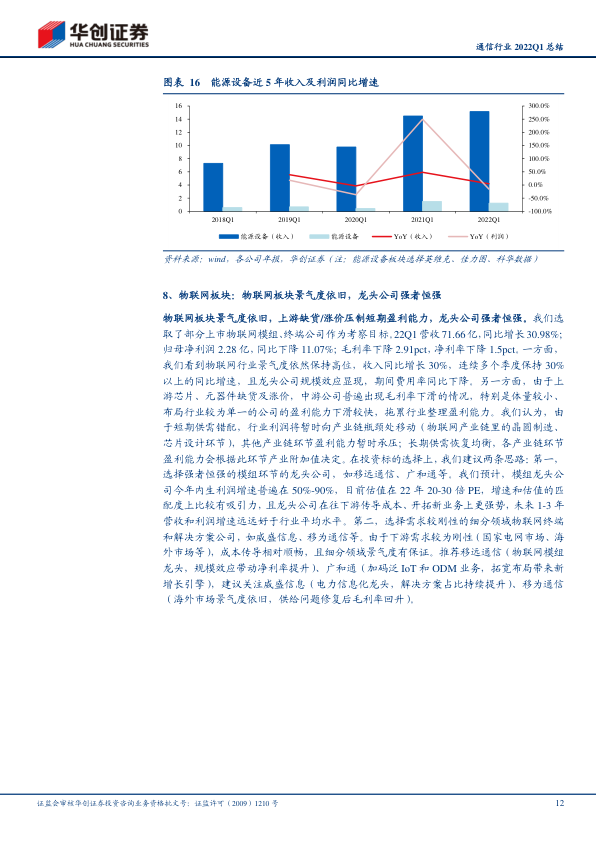 华创证券
HUA CHUANG SECURITIES
通信行业 2022Q1 总结
图表 16 能源设备近 5 年收入及利润同比增速
16
14
12
10
8
6
4
2
0
300.0%
250.0%
200.0%
150.0%
100.0%
50.0%
0.0%
-50.0%
-100.0%
2018Q1 2019Q1 2020Q1 2021Q1 2022Q1
能源设备（收入） 能源设备 YoY（收入） YoY（利润）
资料来源：wind，各公司年报，华创证券（注：能源设备板块选择英维克、佳力图、科华数据）
8、物联网板块：物联网板块景气度依旧，龙头公司强者恒强
物联网板块景气度依旧，上游缺货/涨价压制短期盈利能力，龙头公司强者恒强。我们选
取了部分上市物联网模组、终端公司作为考察目标，22Q1 营收 71.66 亿，同比增长 30.98%；
归母净利润 2.28 亿，同比下降 11.07%；毛利率下降 2.91pct，净利率下降 1.5pct，一方面，
我们看到物联网行业景气度依然保持高位，收入同比增长 30%，连续多个季度保持 30%
以上的同比增速，且龙头公司规模效应显现，期间费用率同比下降。另一方面，由于上
游芯片、元器件缺货及涨价，中游公司普遍出现毛利率下滑的情况，特别是体量较小、
布局行业较为单一的公司的盈利能力下滑较快，拖累行业整理盈利能力。我们认为，由
于短期供需错配，行业利润将暂时向产业链瓶颈处移动（物联网产业链里的晶圆制造、
芯片设计环节），其他产业链环节盈利能力暂时承压；长期供需恢复均衡，各产业链环节
盈利能力会根据此环节产业附加值决定。在投资标的选择上，我们建议两条思路：第一，
选择强者恒强的模组环节的龙头公司，如移远通信、广和通等。我们预计，模组龙头公
司今年内生利润增速普遍在 50%-90%，目前估值在 22 年 20-30 倍 PE，增速和估值的匹
配度上比较有吸引力，且龙头公司在往下游传导成本、开拓新业务上更强势，未来 1-3 年
营收和利润增速远远好于行业平均水平。第二，选择需求较刚性的细分领域物联网终端
和解决方案公司，如威盛信息、移为通信等。由于下游需求较为刚性（国家电网市场、海
外市场等），成本传导相对顺畅，且细分领域景气度有保证。推荐移远通信（物联网模组
龙头，规模效应带动净利率提升）、广和通（加码泛 IoT 和 ODM 业务，拓宽布局带来新
增长引擎），建议关注威盛信息（电力信息化龙头，解决方案占比持续提升）、移为通信
（海外市场景气度依旧，供给问题修复后毛利率回升）。
证监会审核华创证券投资咨询业务资格批文号：证监许可（2009）1210 号
12